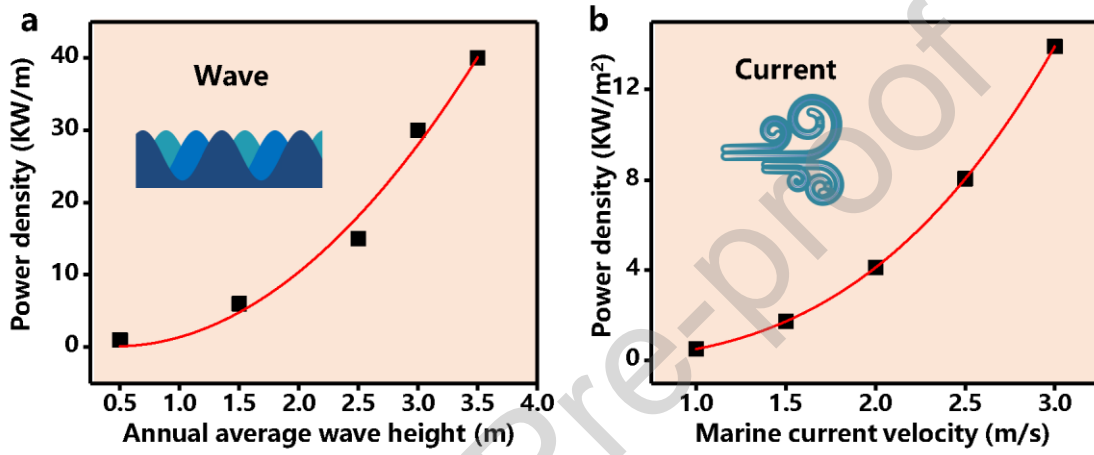 a
Wave
Power density (KW/m)
40
30
20
10
0
0.5 1.0 1.5 2.0 2.5 3.0 3.5 4.0
Annual average wave height (m)
b
Current
Power density (KW/m²)
12
8
4
0
1.0 1.5 2.0 2.5 3.0
Marine current velocity (m/s)
Pre-proof